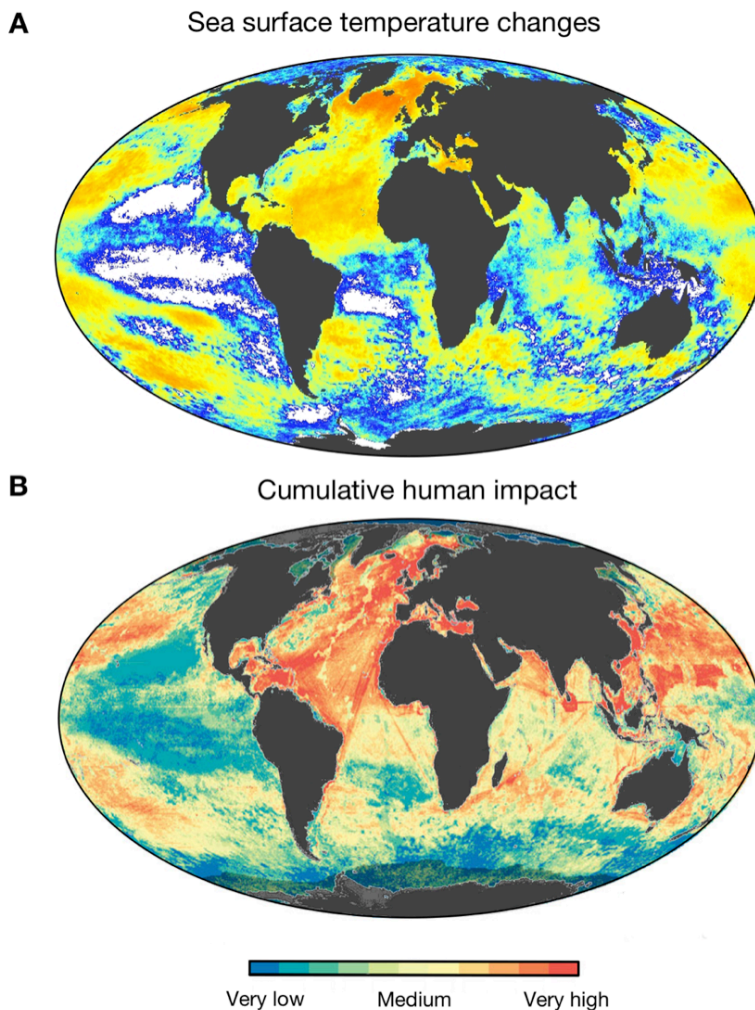 A
Sea surface temperature changes
B
Cumulative human impact
Very low Medium Very high